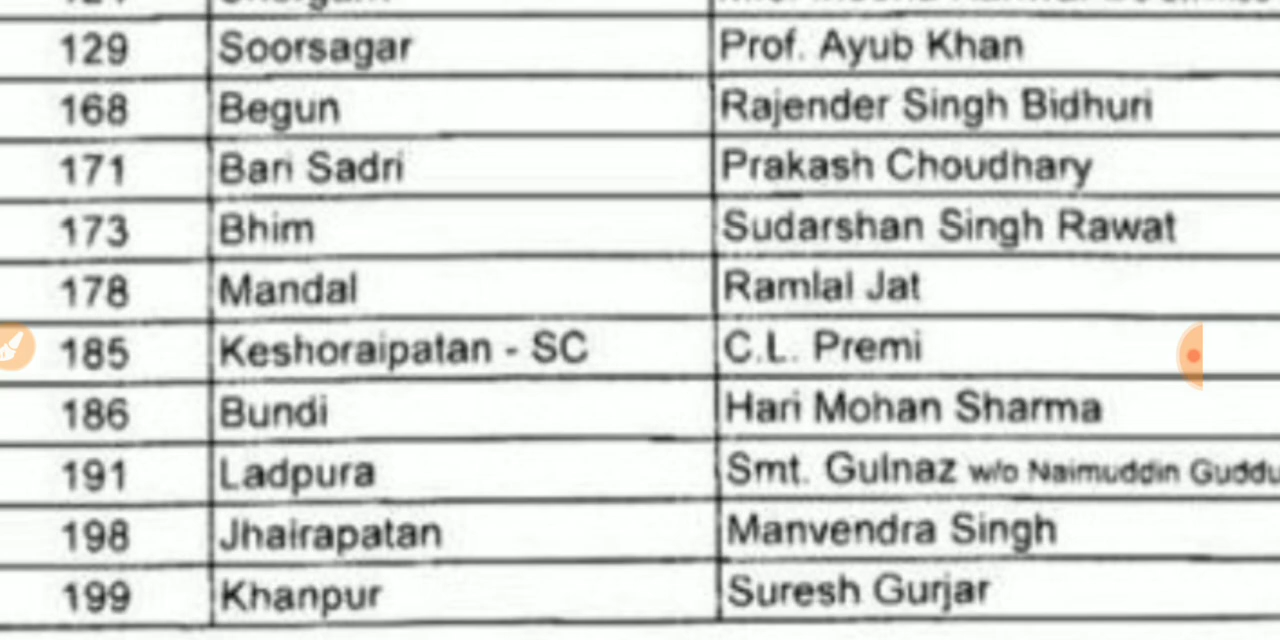 129 Soorsagar Prof. Ayub Khan
168 Begun Rajender Singh Bidhuri
171 Bari Sadri Prakash Choudhary
173 Bhim Sudarshan Singh Rawat
178 Mandal Ramlal Jat
185 Keshoraipatan - SC C.L. Premi
186 Bundi Hari Mohan Sharma
191 Ladpura Smt. Gulnaz w/o Naimuddin Guddu
198 Jhairapatan Manvendra Singh
199 Khanpur Suresh Gurjar